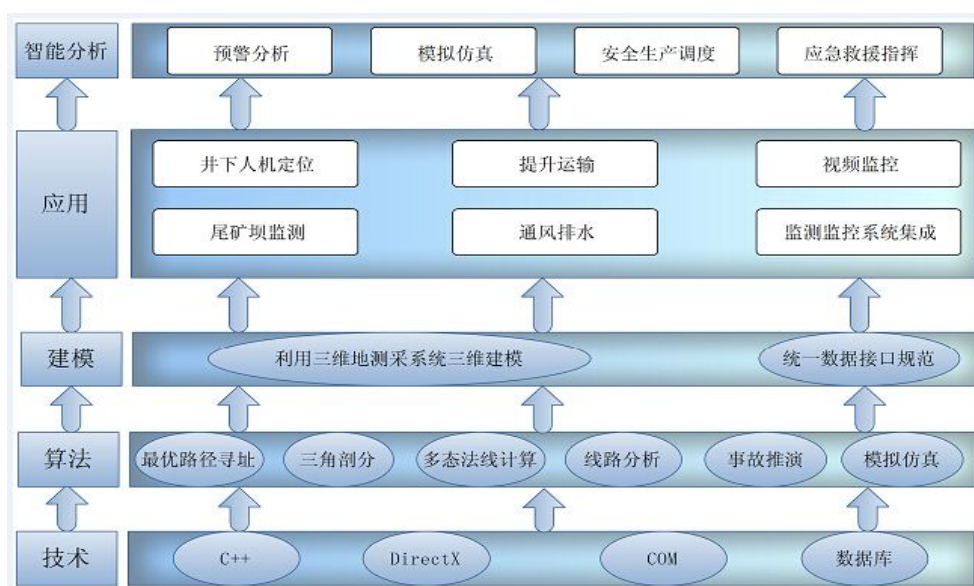 智能分析
预警分析
模拟仿真
安全生产调度
应急救援指挥
应用
井下人机定位
提升运输
视频监控
尾矿坝监测
通风排水
监测监控系统集成
建模
利用三维地测采系统三维建模
统一数据接口规范
算法
最优路径寻址
三角剖分
多态法线计算
线路分析
事故推演
模拟仿真
技术
C++
DirectX
COM
数据库